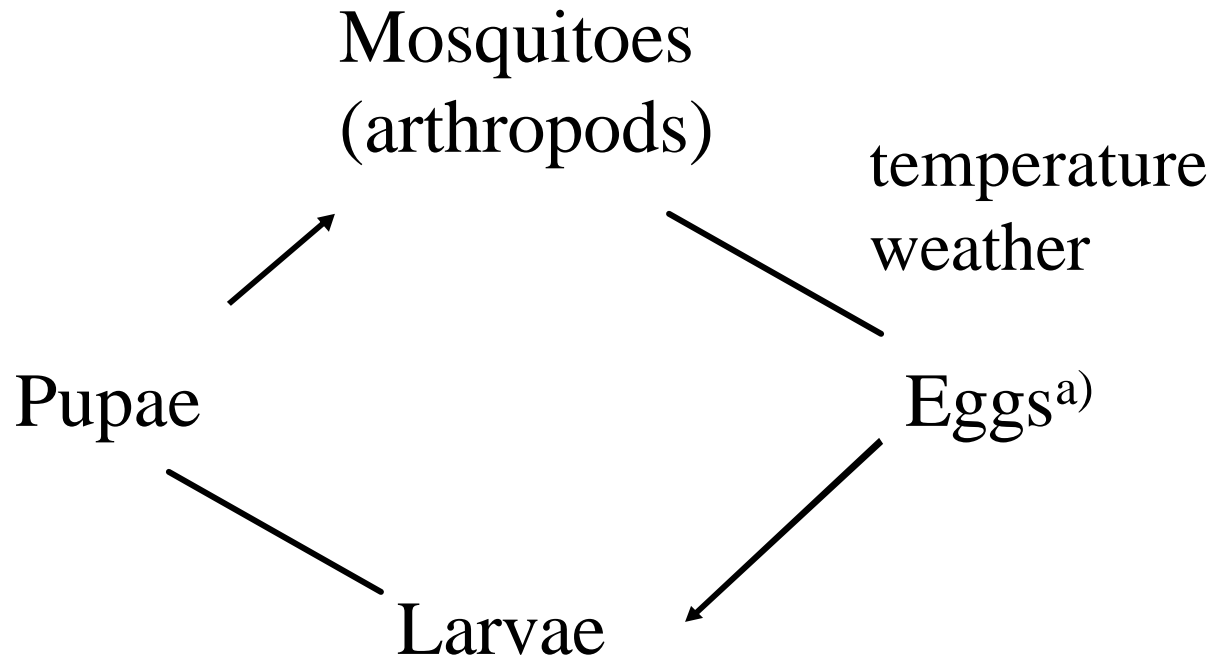 Mosquitoes
(arthropods)
temperature
weather
Pupae
Eggsᵃ⁾
Larvae